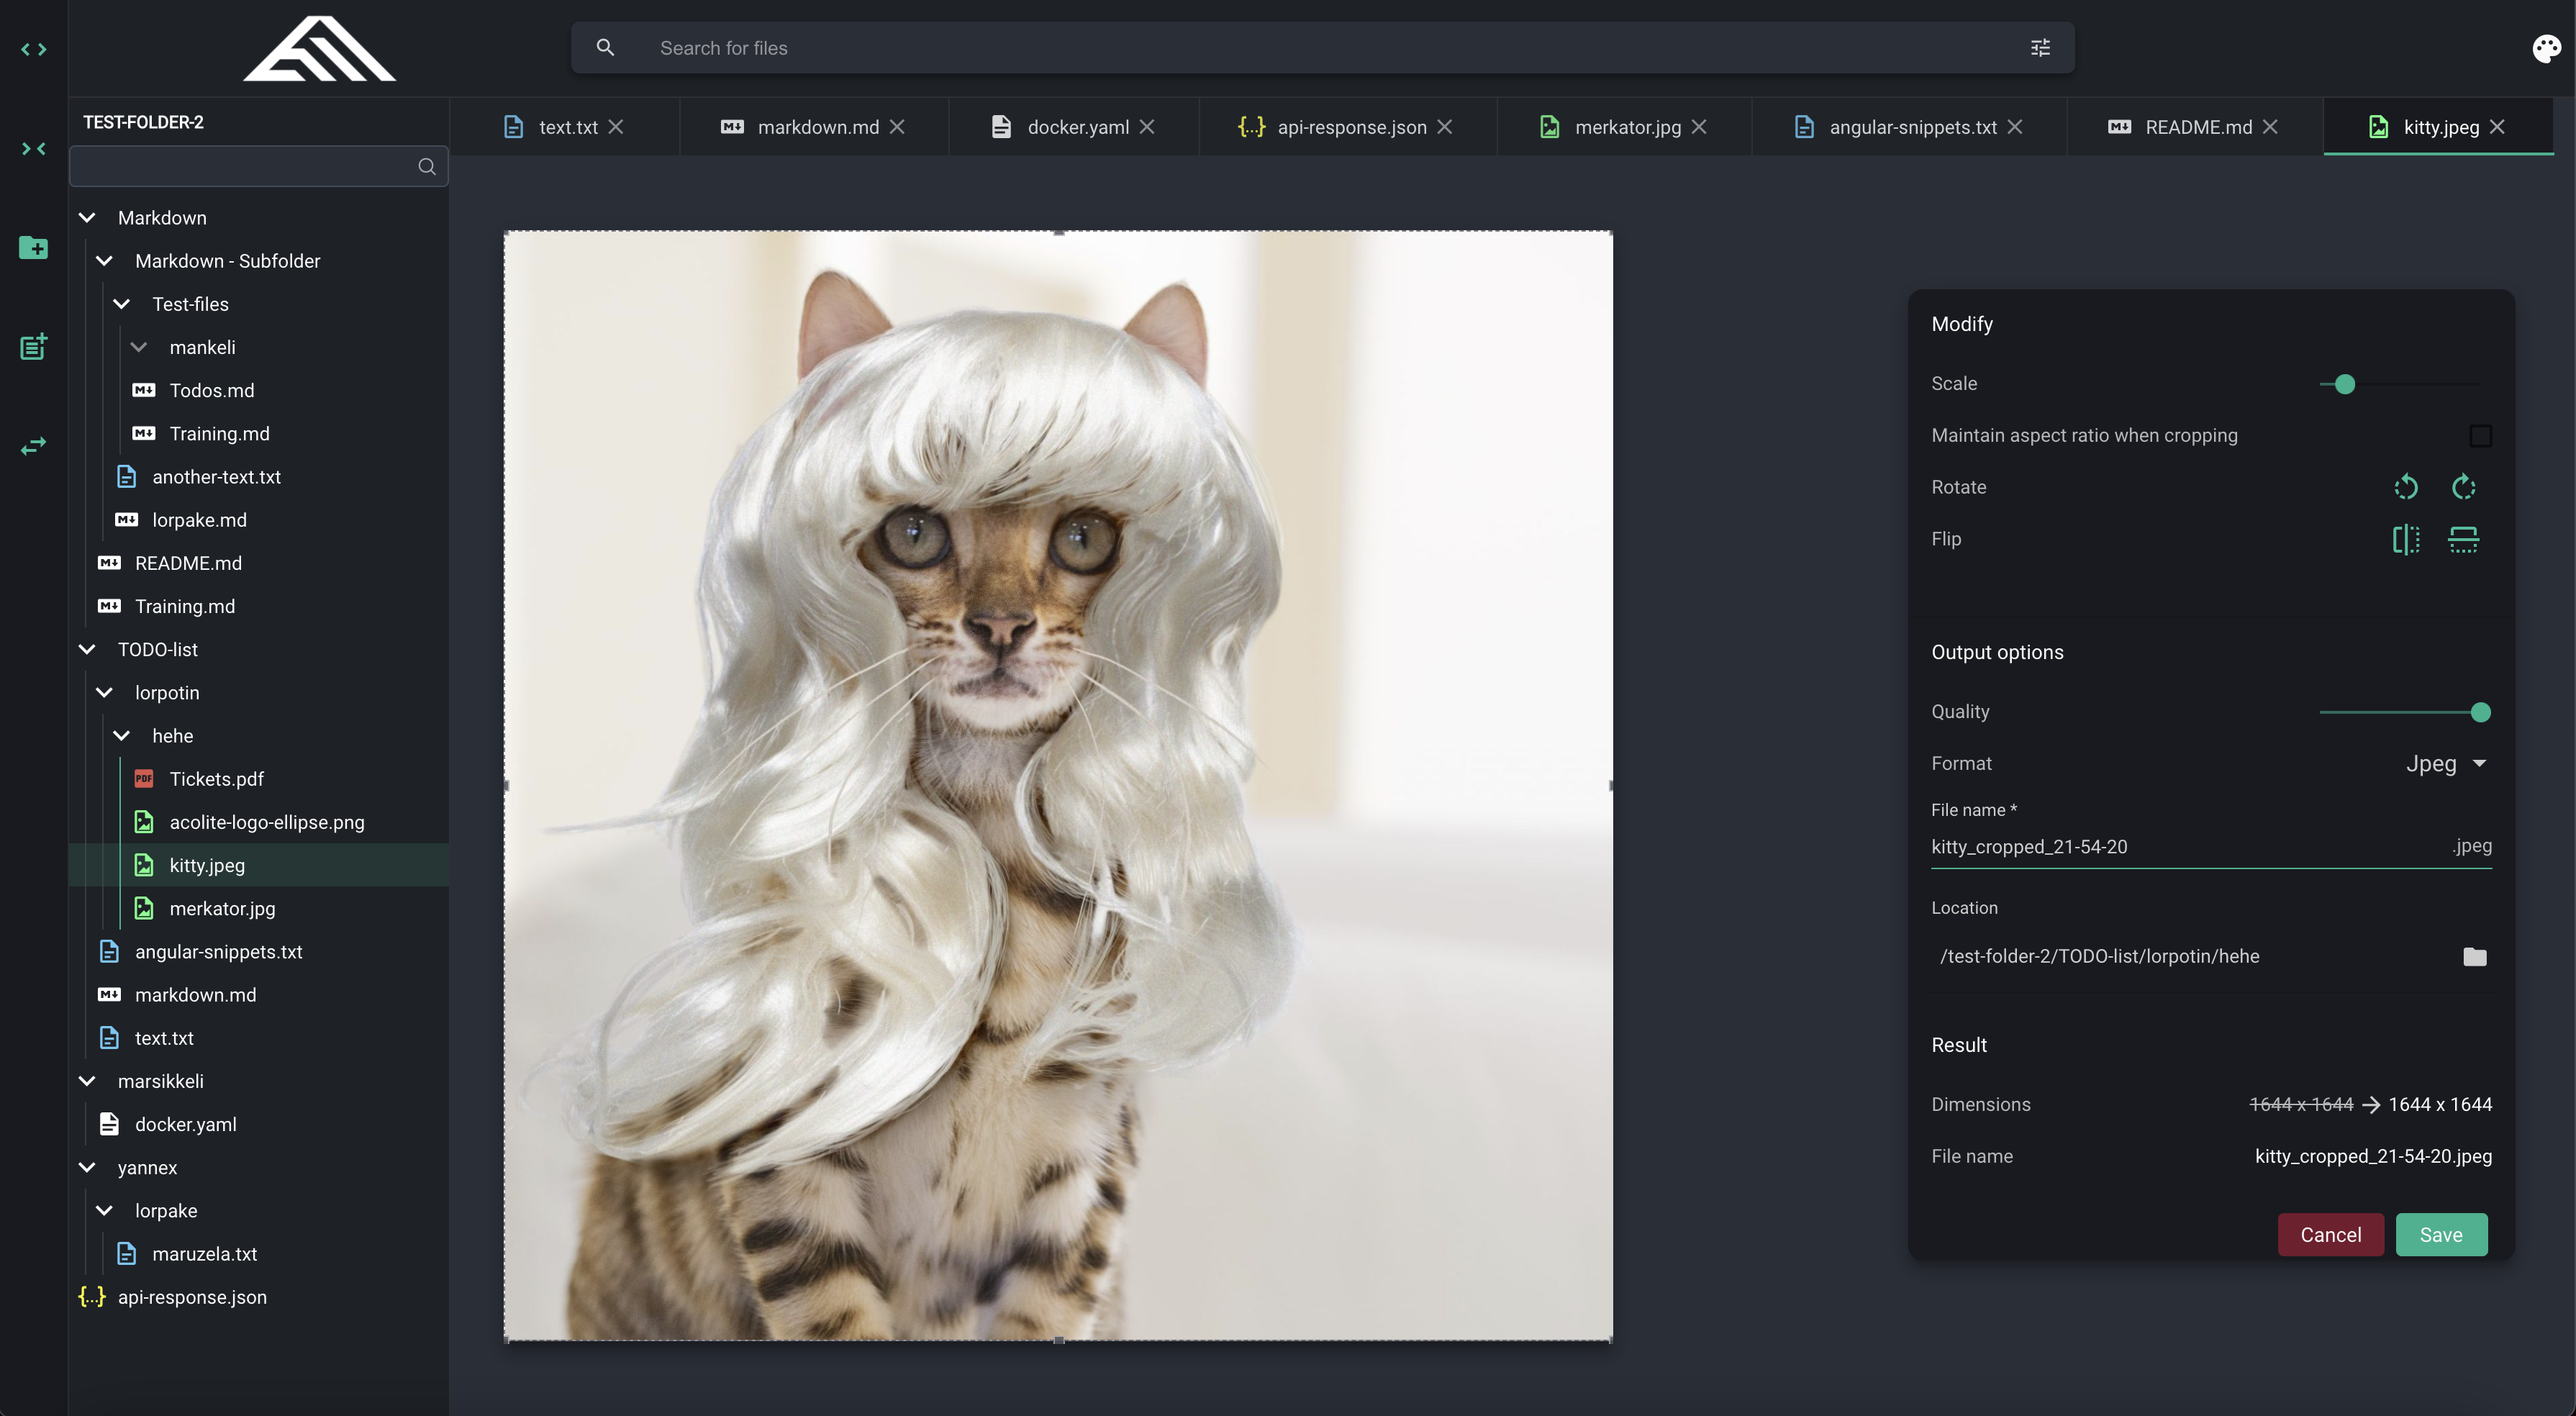 Search for files
TEST-FOLDER-2
text.txt
markdown.md
docker.yaml
{...} api-response.json
merkator.jpg
angular-snippets.txt
README.md
kitty.jpeg
Markdown
Markdown - Subfolder
Test-files
mankeli
Todos.md
Training.md
another-text.txt
lorpake.md
README.md
Training.md
TODO-list
lorpotin
hehe
PDF Tickets.pdf
acolite-logo-ellipse.png
kitty.jpeg
merkator.jpg
angular-snippets.txt
markdown.md
text.txt
marsikkeli
docker.yaml
yannex
lorpake
maruzela.txt
{...} api-response.json
Modify
Scale
Maintain aspect ratio when cropping
Rotate
Flip
Output options
Quality
Format Jpeg
File name *
kitty_cropped_21-54-20 .jpeg
Location
/test-folder-2/TODO-list/lorpotin/hehe
Result
Dimensions 1644 x 1644 → 1644 x 1644
File name kitty_cropped_21-54-20.jpeg
Cancel Save